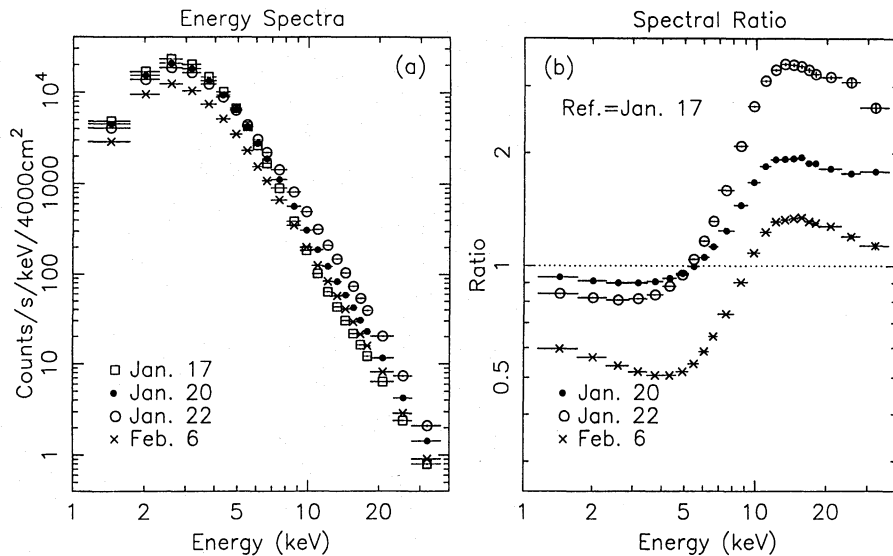 Energy Spectra
(a)
10⁴
1000
100
10
1
Counts/s/keV/40000cm²
Jan. 17
Jan. 20
Jan. 22
Feb. 6
1 2 5 10 20
Energy (keV)
Spectral Ratio
(b)
Ref.=Jan. 17
2
1
0.5
Ratio
Jan. 20
Jan. 22
Feb. 6
1 2 5 10 20
Energy (keV)